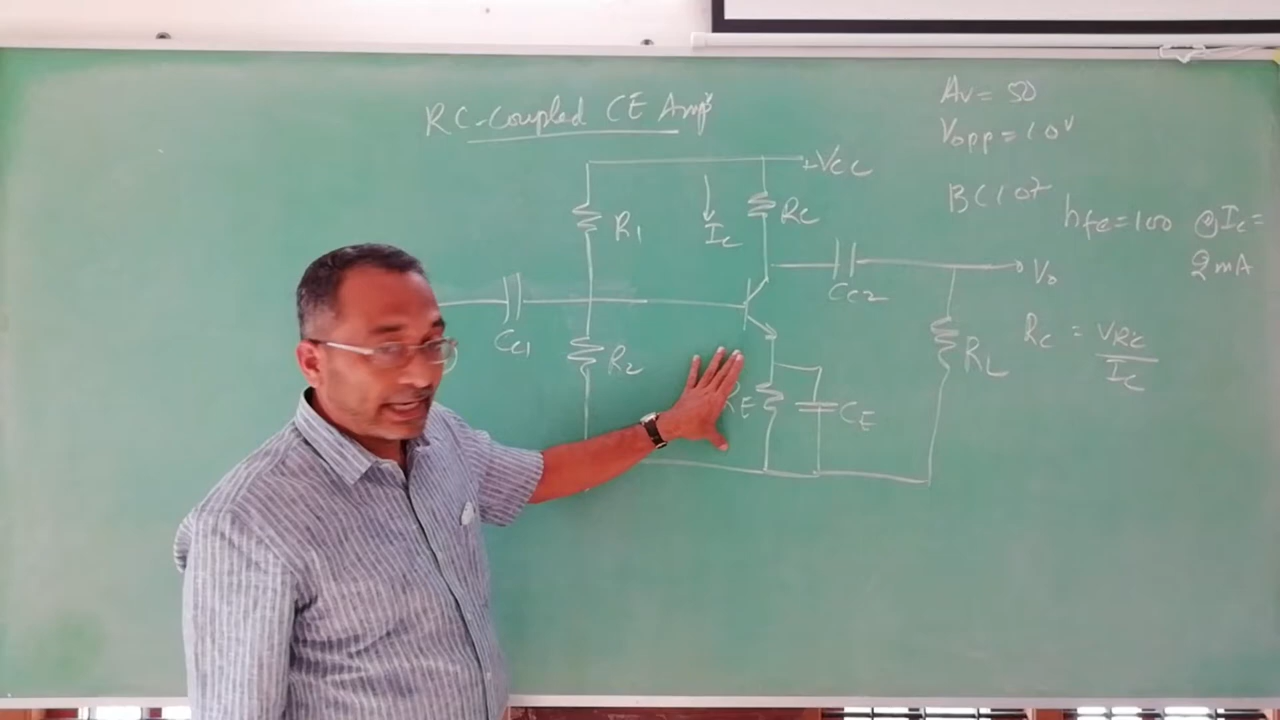 RC-Coupled CE Amp
Av = 50
Vopp = 10V
BC107
hfe = 100 @ Ic = 2mA
+Vcc
R1
Ic
Rc
Cc1
Cc2
Vo
R2
RE
CE
RL
Rc = VRc / Ic